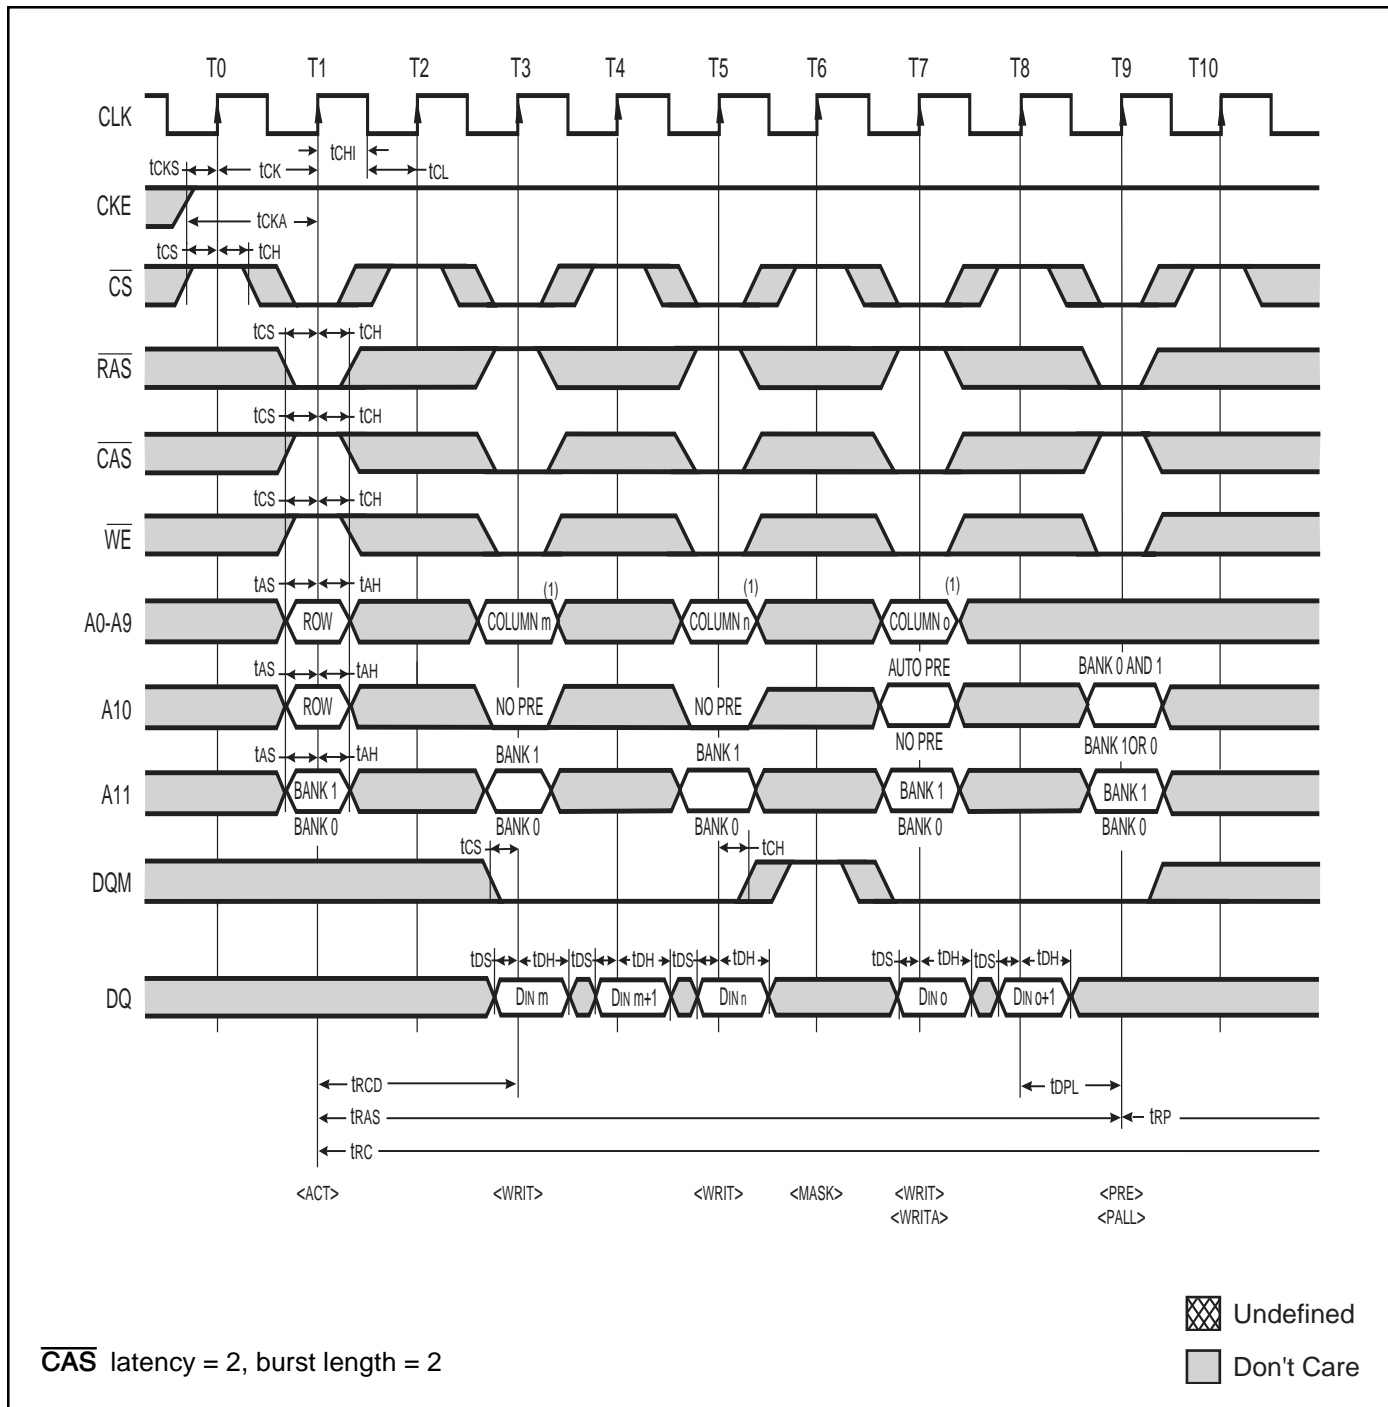 T0 T1 T2 T3 T4 T5 T6 T7 T8 T9 T10
CLK
tCHI
tCKS tCK tCL
CKE
tCKA
tCS tCH
CS
tCS tCH
RAS
tCS tCH
CAS
tCS tCH
WE
tAS tAH (1) (1) (1)
A0-A9 ROW COLUMN m COLUMN n COLUMN o
tAS tAH AUTO PRE BANK 0 AND 1
A10 ROW NO PRE NO PRE
NO PRE BANK 1 OR 0
tAS tAH BANK 1 BANK 1
A11 BANK 1 BANK 1 BANK 1
BANK 0 BANK 0 BANK 0 BANK 0 BANK 0
tCS tCH
DQM
tDS tDH tDS tDH tDS tDH tDS tDH tDS tDH
DQ DIN m DIN m+1 DIN n DIN o DIN o+1
tRCD tDPL
tRAS tRP
tRC
<ACT> <WRIT> <WRIT> <MASK> <WRIT> <PRE>
<WRITA> <PALL>
Undefined
CAS latency = 2, burst length = 2
Don't Care